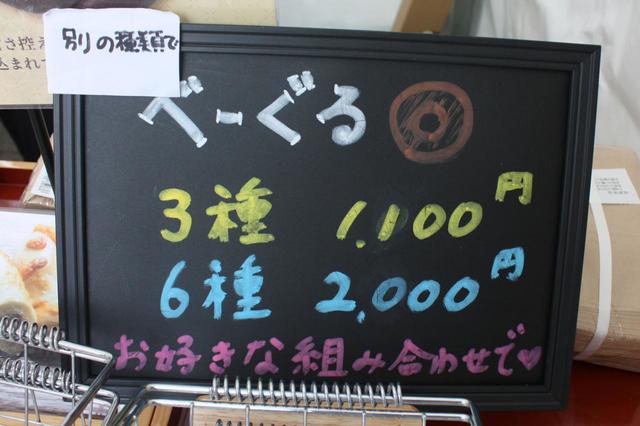 別の種類で
べーぐる
3種 1,100円
6種 2,000円
お好きな組み合わせで♥